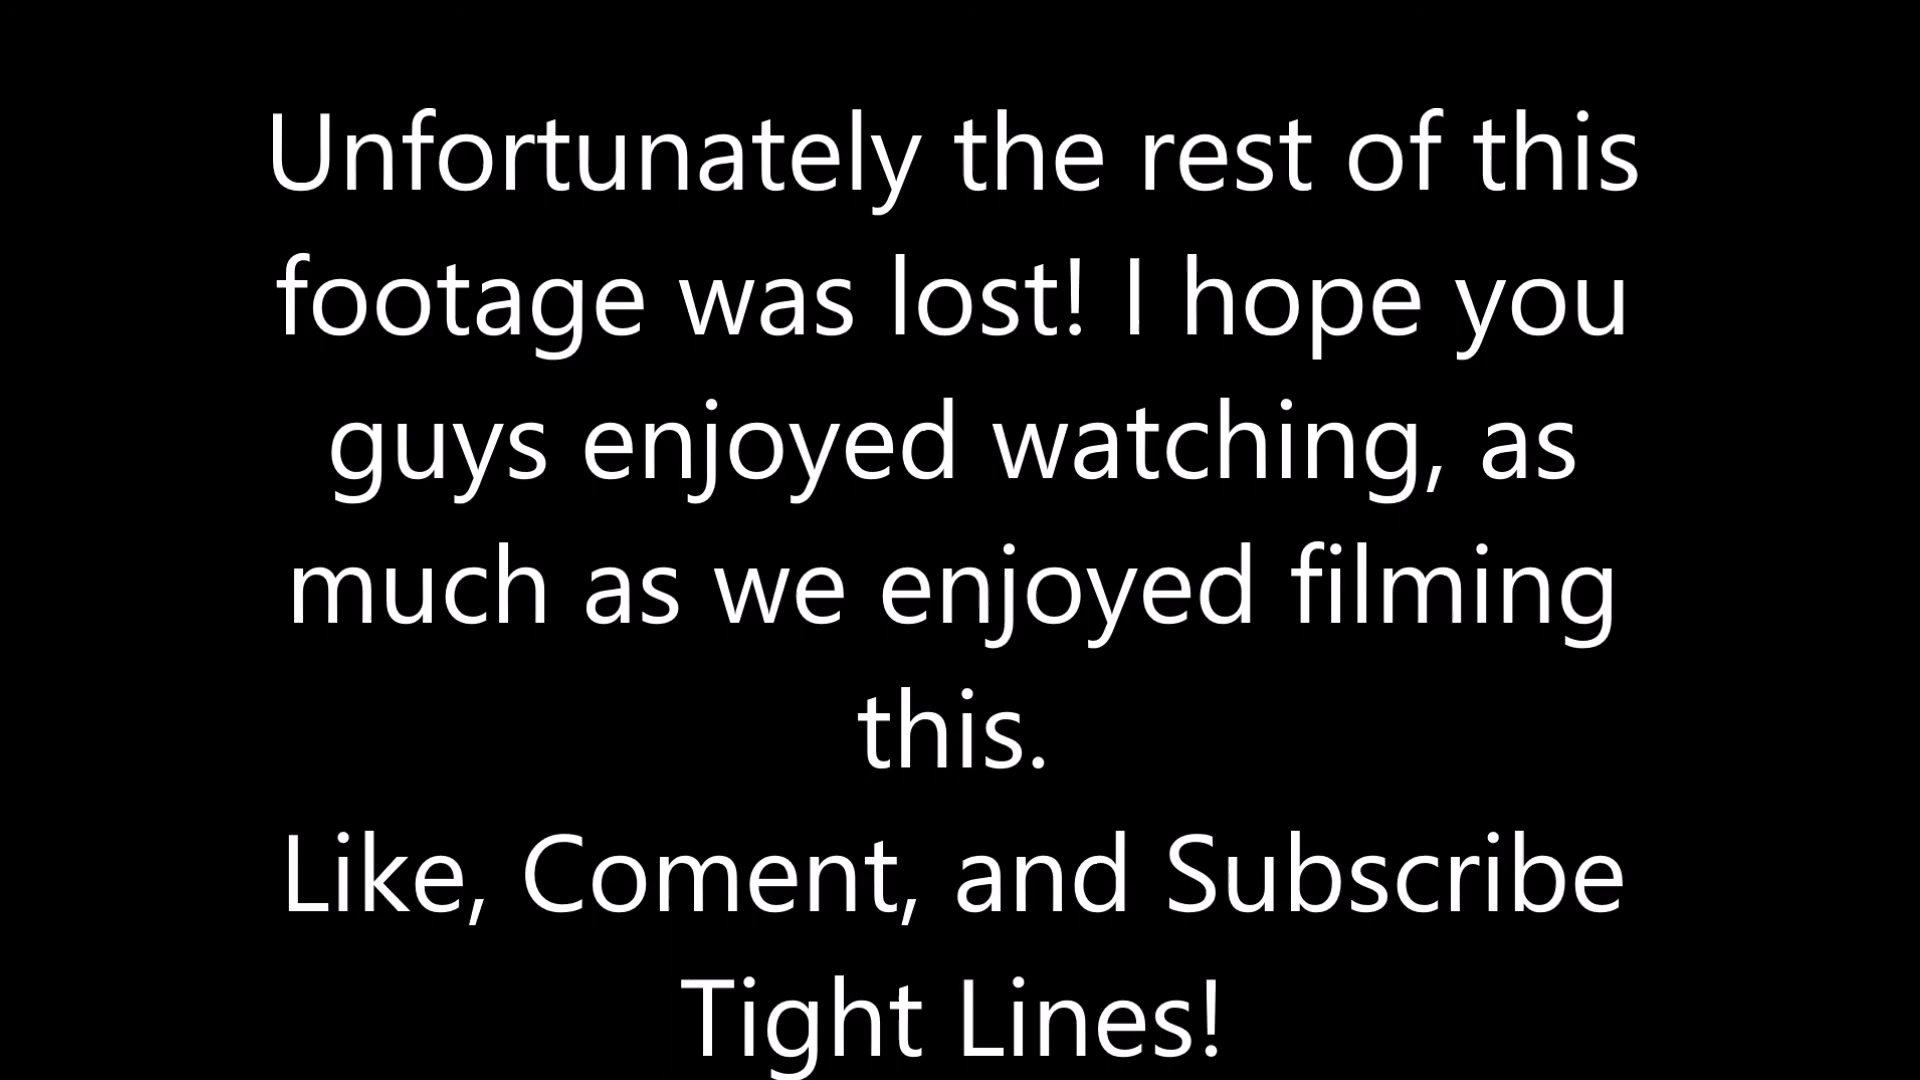 Unfortunately the rest of this
footage was lost! I hope you
guys enjoyed watching, as
much as we enjoyed filming
this.
Like, Coment, and Subscribe
Tight Lines!